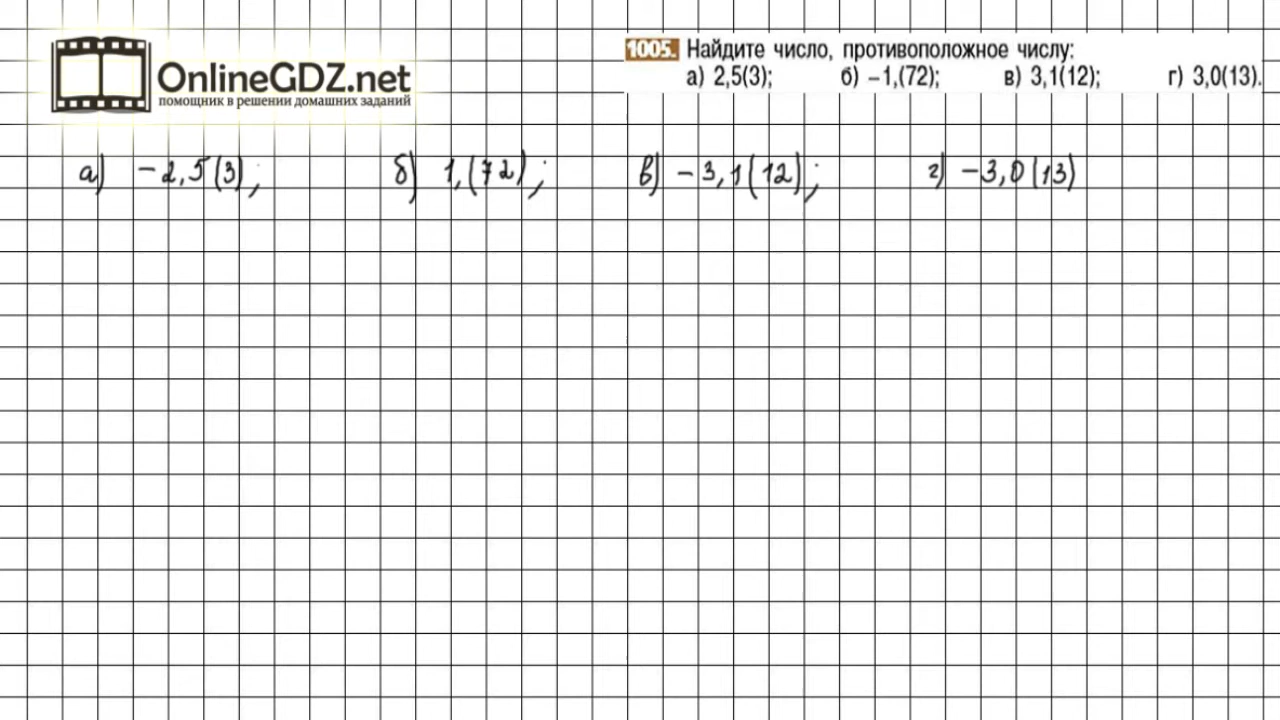 OnlineGDZ.net
помощник в решении домашних заданий
1005. Найдите число, противоположное числу:
а) 2,5(3); б) –1,(72); в) 3,1(12); г) 3,0(13).
а) -2,5(3); б) 1,(72); в) -3,1(12); г) -3,0(13)